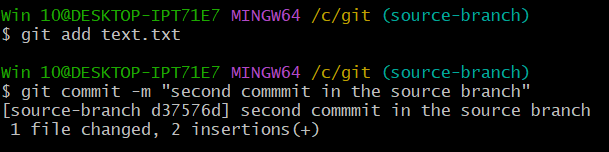 Win 10@DESKTOP-IPT71E7 MINGW64 /c/git (source-branch)
$ git add text.txt
Win 10@DESKTOP-IPT71E7 MINGW64 /c/git (source-branch)
$ git commit -m "second commmit in the source branch"
[source-branch d37576d] second commmit in the source branch
1 file changed, 2 insertions(+)